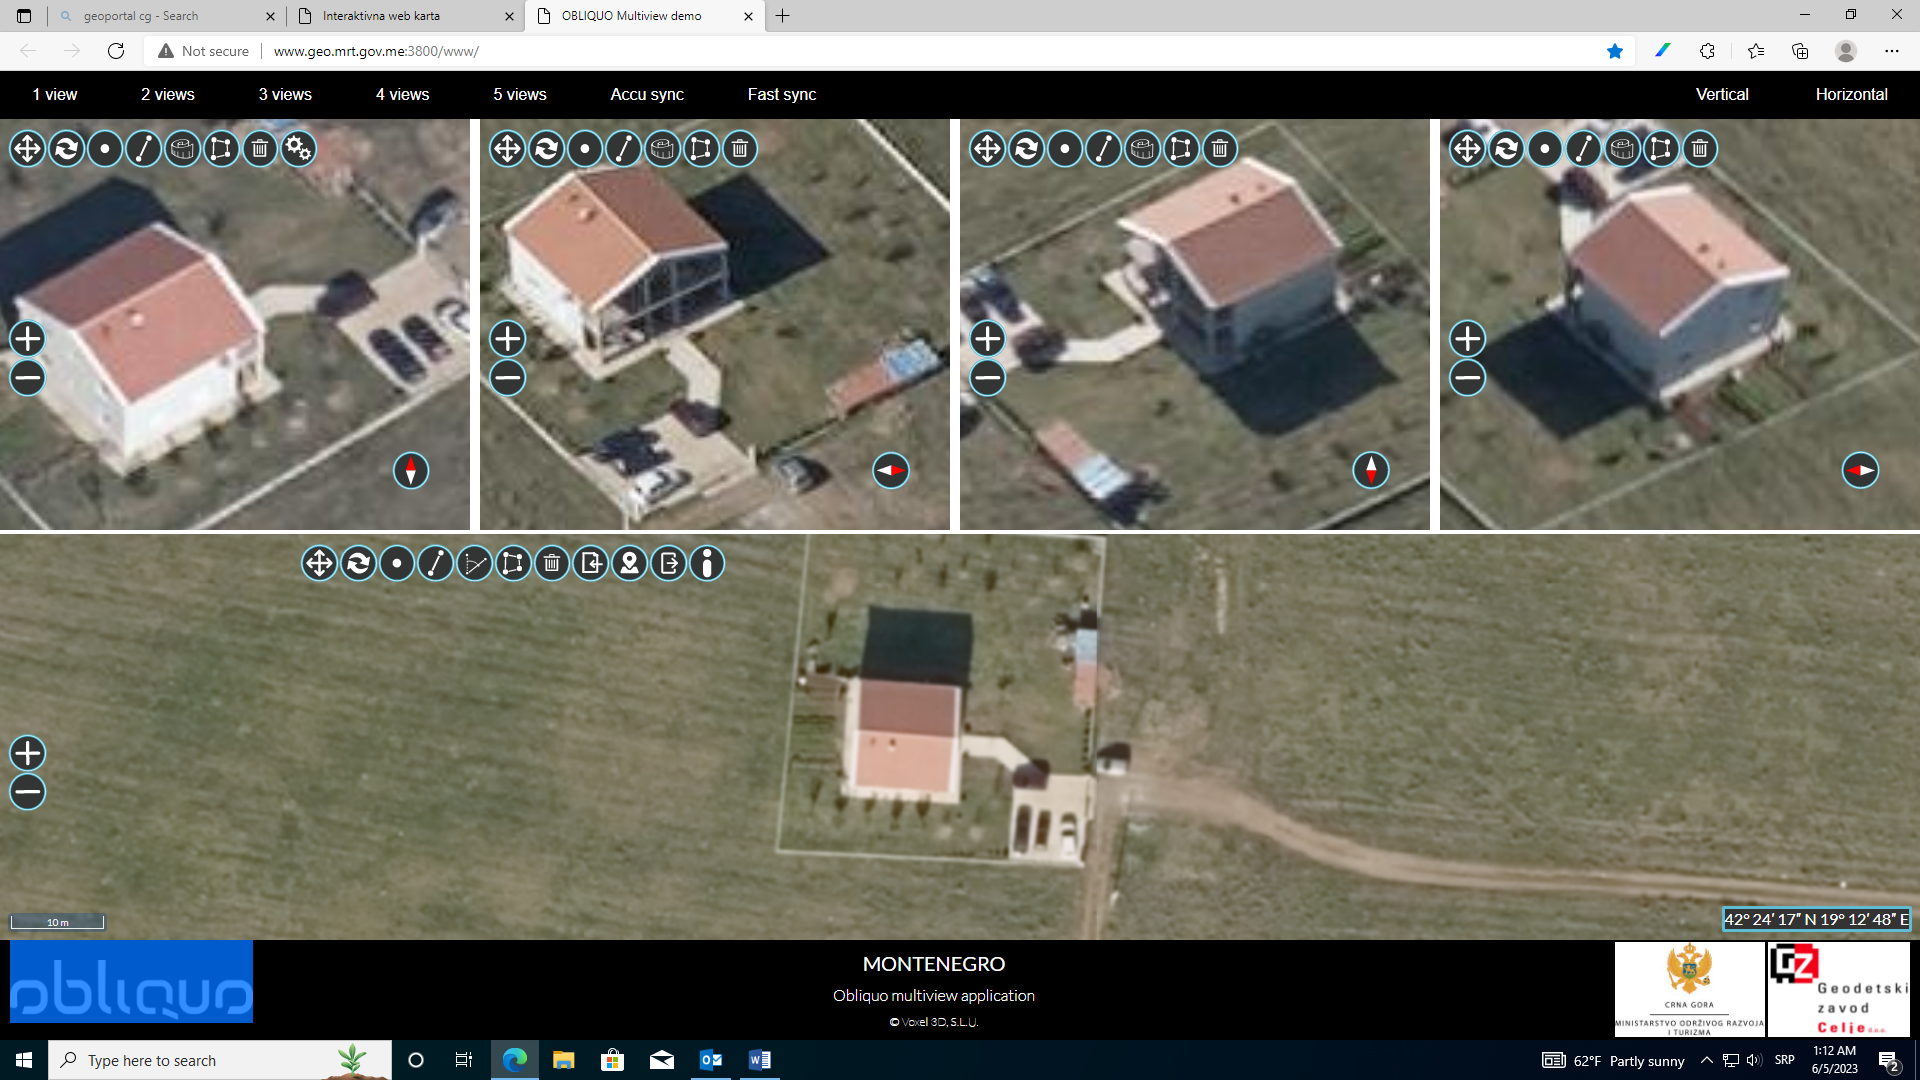 geoportal cg - Search
Interaktivna web karta
OBLIQUO Multiview demo
Not secure
www.geo.mrt.gov.me:3800/www/
1 view
2 views
3 views
4 views
5 views
Accu sync
Fast sync
Vertical
Horizontal
10 m
42° 24′ 17″ N 19° 12′ 48″ E
obliquo
MONTENEGRO
Obliquo multiview application
© Voxel 3D, S.L.U.
CRNA GORA
MINISTARSTVO ODRŽIVOG RAZVOJA
I TURIZMA
GZ
Geodetski
zavod
Celje d.o.o.
Type here to search
62°F Partly sunny
SRP
1:12 AM
6/5/2023
2